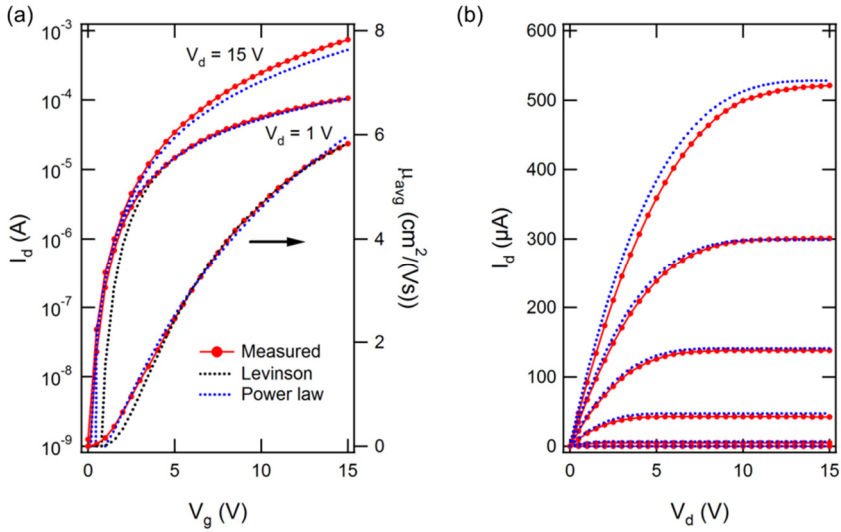 (a)
10⁻³
10⁻⁴
10⁻⁵
10⁻⁶
10⁻⁷
10⁻⁸
10⁻⁹
I_d (A)
V_d = 15 V
V_d = 1 V
Measured
Levinson
Power law
8
6
4
2
0
μ_avg (cm²/(Vs))
0 5 10 15
V_g (V)
(b)
600
500
400
300
200
100
0
I_d (μA)
0 5 10 15
V_d (V)